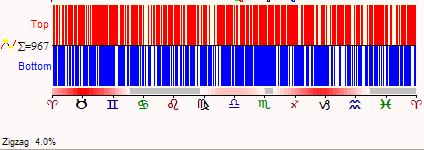 Top
Σ=967
Bottom
♈ ♉ ♊ ♋ ♌ ♍ ♎ ♏ ♐ ♑ ♒ ♓ ♈
Zigzag 4.0%